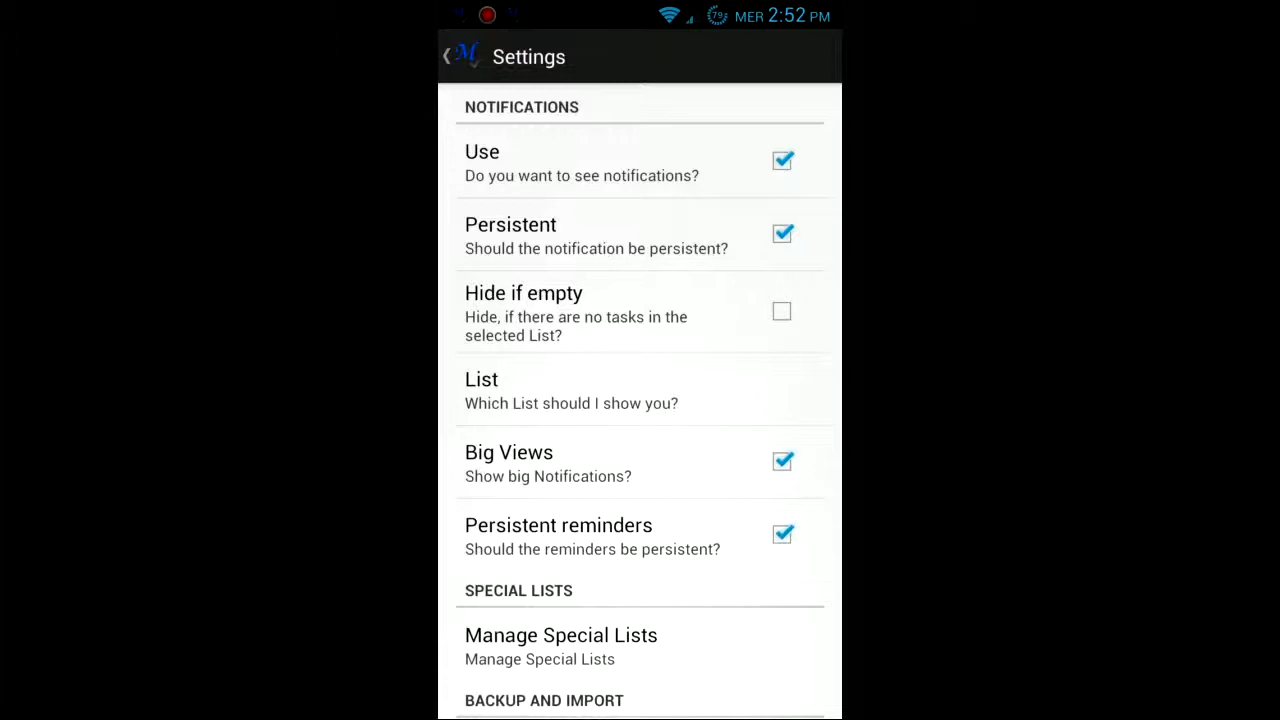 79 MER 2:52 PM
M Settings
NOTIFICATIONS
Use
Do you want to see notifications?
Persistent
Should the notification be persistent?
Hide if empty
Hide, if there are no tasks in the
selected List?
List
Which List should I show you?
Big Views
Show big Notifications?
Persistent reminders
Should the reminders be persistent?
SPECIAL LISTS
Manage Special Lists
Manage Special Lists
BACKUP AND IMPORT